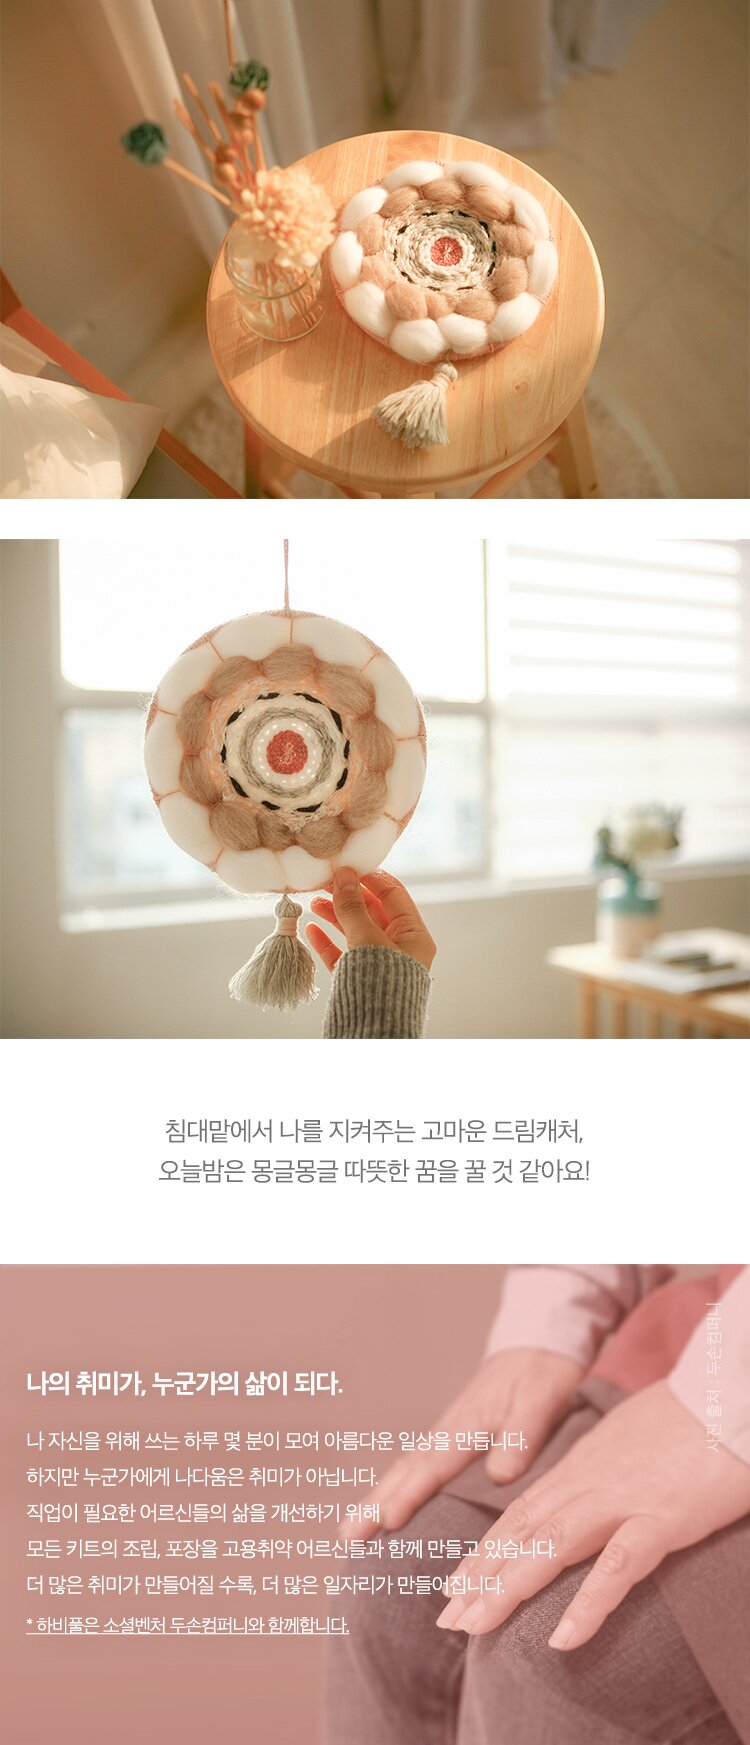 침대맡에서 나를 지켜주는 고마운 드림캐처,
오늘밤은 몽글몽글 따뜻한 꿈을 꿀 것 같아요!
사진 출처 : 두손컴퍼니
나의 취미가, 누군가의 삶이 되다.
나 자신을 위해 쓰는 하루 몇 분이 모여 아름다운 일상을 만듭니다.
하지만 누군가에게 나다움은 취미가 아닙니다.
직업이 필요한 어르신들의 삶을 개선하기 위해
모든 키트의 조립, 포장을 고용취약 어르신들과 함께 만들고 있습니다.
더 많은 취미가 만들어질 수록, 더 많은 일자리가 만들어집니다.
* 하비풀은 소셜벤처 두손컴퍼니와 함께합니다.